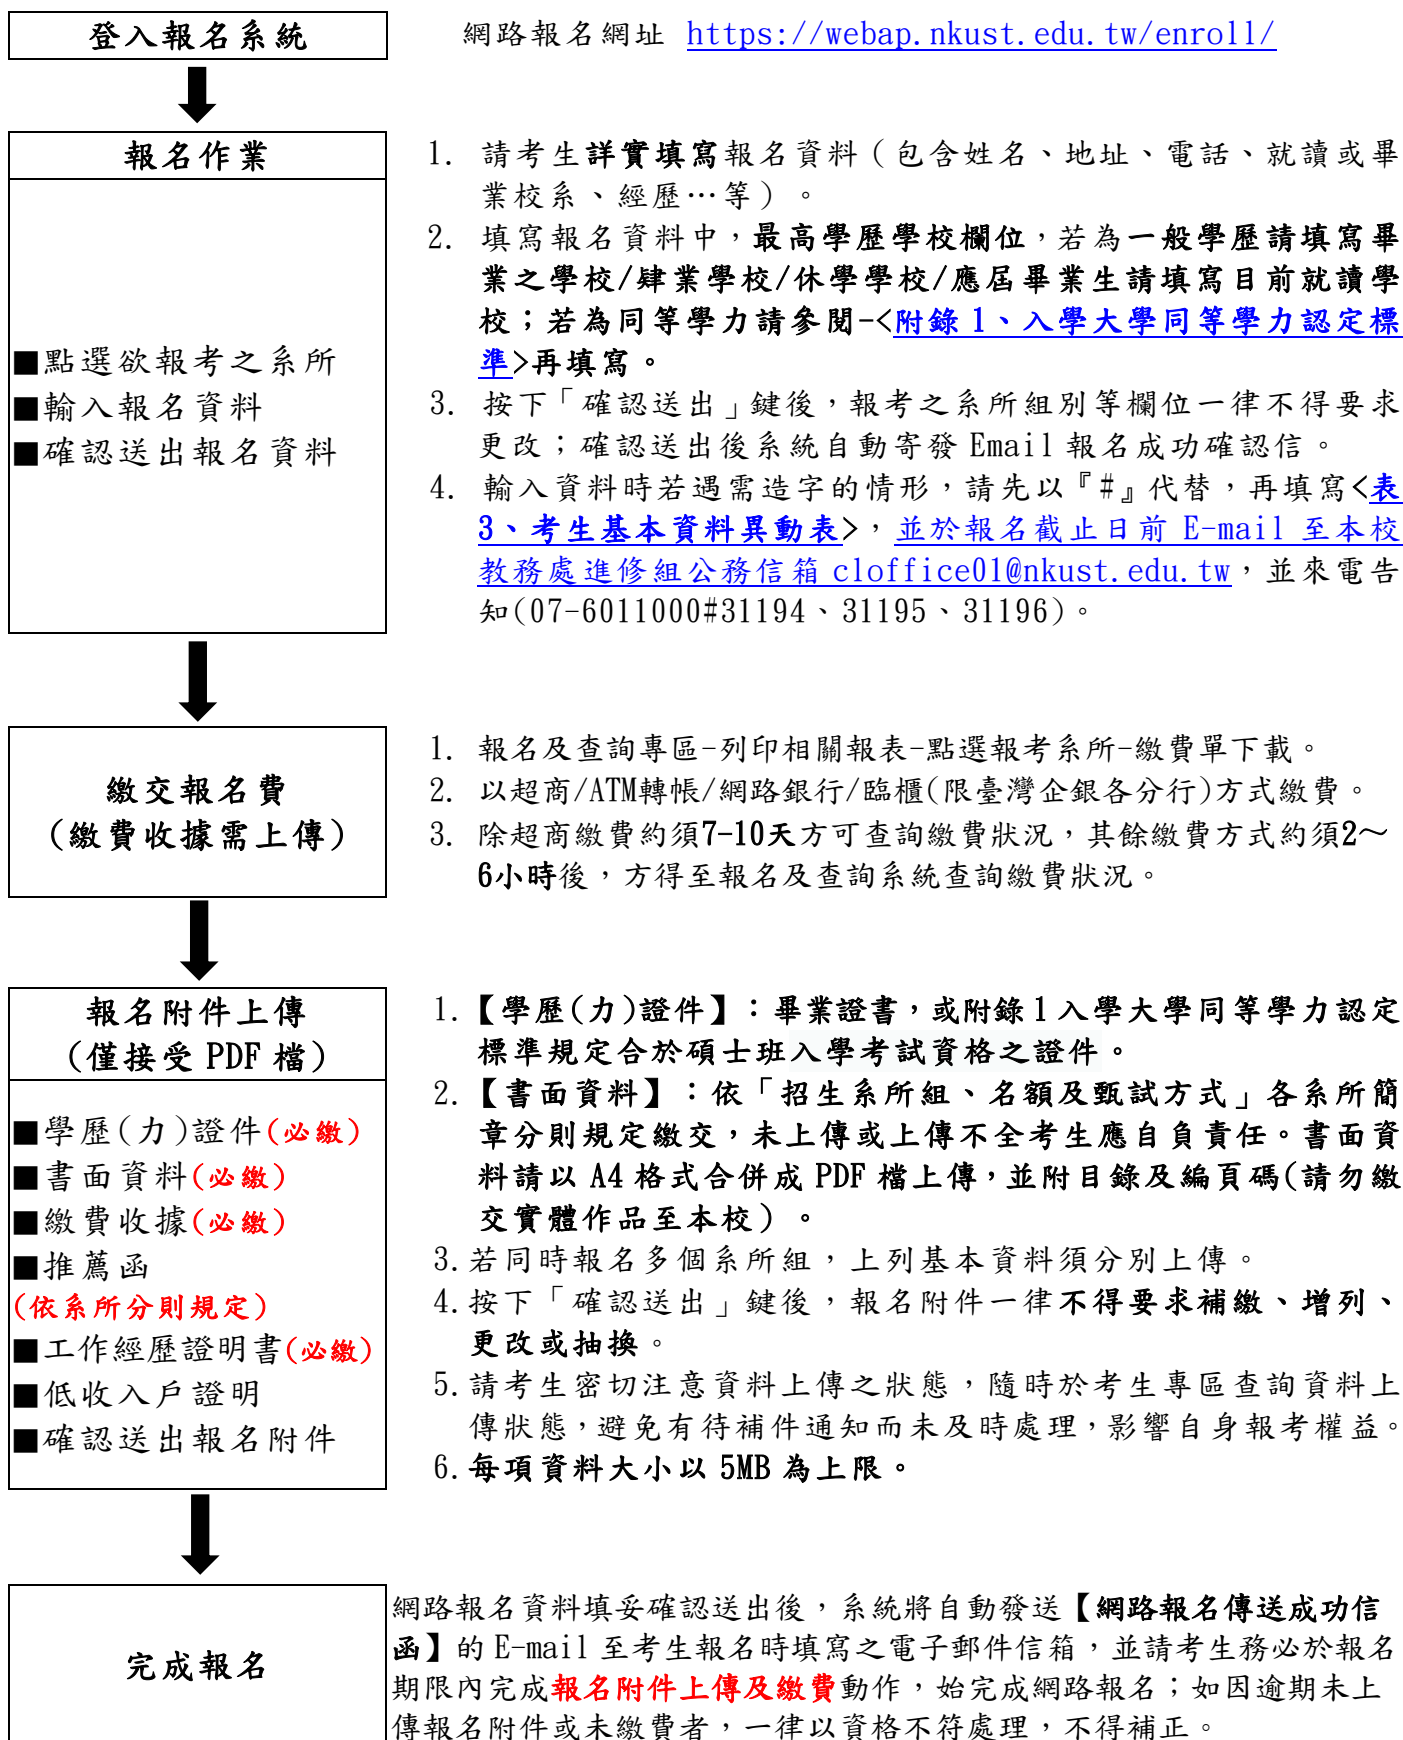 登入報名系統
網路報名網址 https://webap.nkust.edu.tw/enroll/
報名作業
■點選欲報考之系所
■輸入報名資料
■確認送出報名資料
1. 請考生詳實填寫報名資料（包含姓名、地址、電話、就讀或畢
業校系、經歷…等）。
2. 填寫報名資料中，最高學歷學校欄位，若為一般學歷請填寫畢
業之學校/肄業學校/休學學校/應屆畢業生請填寫目前就讀學
校；若為同等學力請參閱-<附錄 1、入學大學同等學力認定標
準>再填寫。
3. 按下「確認送出」鍵後，報考之系所組別等欄位一律不得要求
更改；確認送出後系統自動寄發 Email 報名成功確認信。
4. 輸入資料時若遇需造字的情形，請先以『#』代替，再填寫<表
3、考生基本資料異動表>，並於報名截止日前 E-mail 至本校
教務處進修組公務信箱 cloffice01@nkust.edu.tw，並來電告
知(07-6011000#31194、31195、31196)。
繳交報名費
(繳費收據需上傳)
1. 報名及查詢專區-列印相關報表-點選報考系所-繳費單下載。
2. 以超商/ATM轉帳/網路銀行/臨櫃(限臺灣企銀各分行)方式繳費。
3. 除超商繳費約須7-10天方可查詢繳費狀況，其餘繳費方式約須2～
6小時後，方得至報名及查詢系統查詢繳費狀況。
報名附件上傳
(僅接受 PDF 檔)
■學歷(力)證件(必繳)
■書面資料(必繳)
■繳費收據(必繳)
■推薦函
(依系所分則規定)
■工作經歷證明書(必繳)
■低收入戶證明
■確認送出報名附件
1.【學歷(力)證件】：畢業證書，或附錄1入學大學同等學力認定
標準規定合於碩士班入學考試資格之證件。
2.【書面資料】：依「招生系所組、名額及甄試方式」各系所簡
章分則規定繳交，未上傳或上傳不全考生應自負責任。書面資
料請以 A4 格式合併成 PDF 檔上傳，並附目錄及編頁碼(請勿繳
交實體作品至本校）。
3.若同時報名多個系所組，上列基本資料須分別上傳。
4.按下「確認送出」鍵後，報名附件一律不得要求補繳、增列、
更改或抽換。
5.請考生密切注意資料上傳之狀態，隨時於考生專區查詢資料上
傳狀態，避免有待補件通知而未及時處理，影響自身報考權益。
6.每項資料大小以 5MB 為上限。
完成報名
網路報名資料填妥確認送出後，系統將自動發送【網路報名傳送成功信
函】的 E-mail 至考生報名時填寫之電子郵件信箱，並請考生務必於報名
期限內完成報名附件上傳及繳費動作，始完成網路報名；如因逾期未上
傳報名附件或未繳費者，一律以資格不符處理，不得補正。